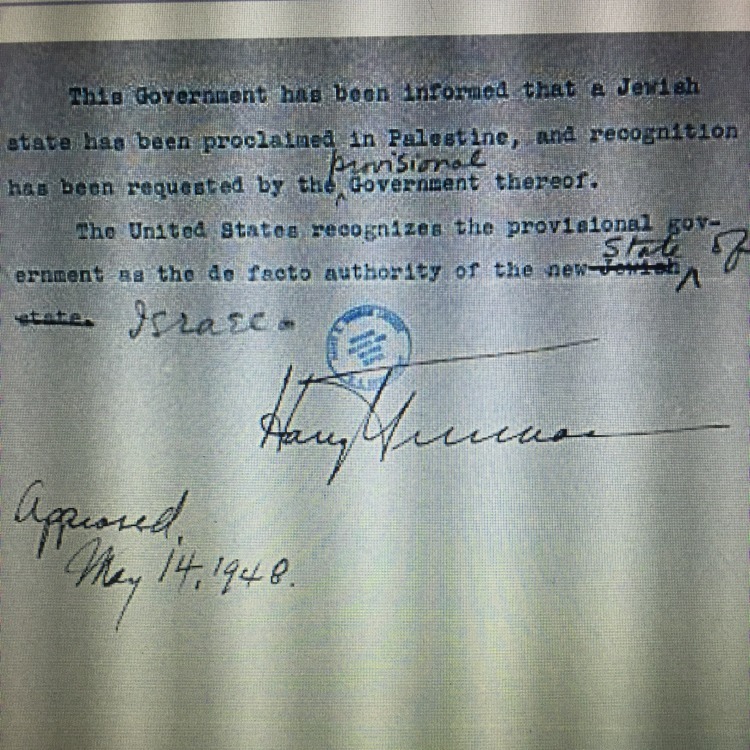 This Government has been informed that a Jewish
state has been proclaimed in Palestine, and recognition
provisional
has been requested by the Government thereof.
The United States recognizes the provisional gov-
State of
ernment as the de facto authority of the new Jewish
state. Israel.
Harry Truman
Approved,
May 14, 1948.